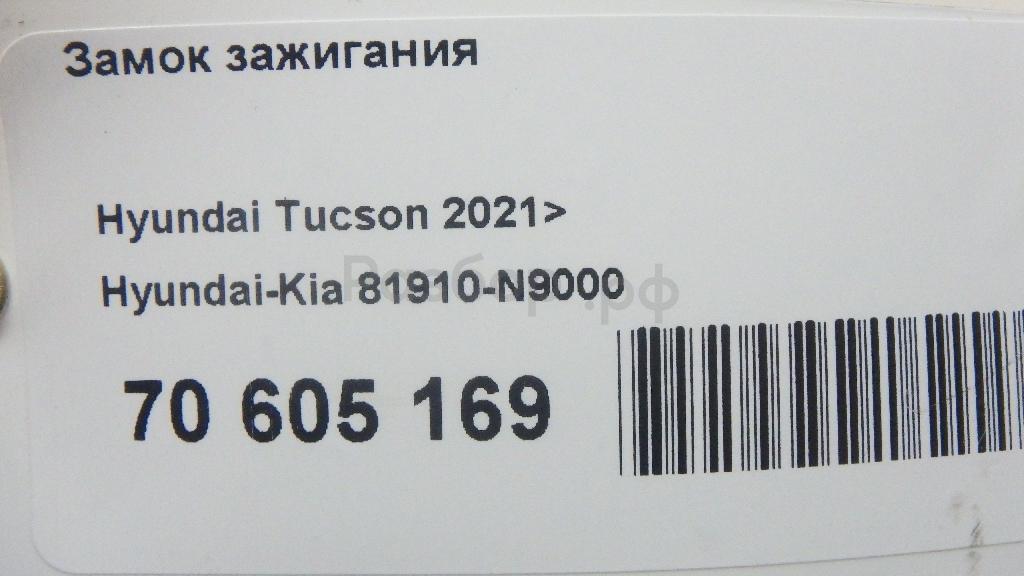 Замок зажигания
Hyundai Tucson 2021>
Hyundai-Kia 81910-N9000
70 605 169